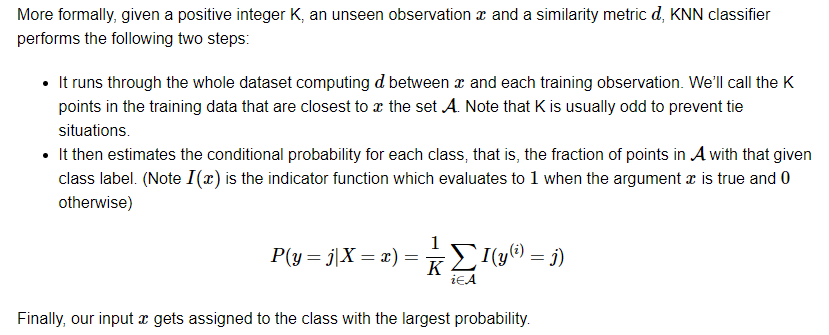 More formally, given a positive integer K, an unseen observation x and a similarity metric d, KNN classifier
performs the following two steps:
• It runs through the whole dataset computing d between x and each training observation. We'll call the K
points in the training data that are closest to x the set 𝒜. Note that K is usually odd to prevent tie
situations.
• It then estimates the conditional probability for each class, that is, the fraction of points in 𝒜 with that given
class label. (Note I(x) is the indicator function which evaluates to 1 when the argument x is true and 0
otherwise)
P(y = j|X = x) = 1/K ∑_{i∈𝒜} I(y^{(i)} = j)
Finally, our input x gets assigned to the class with the largest probability.